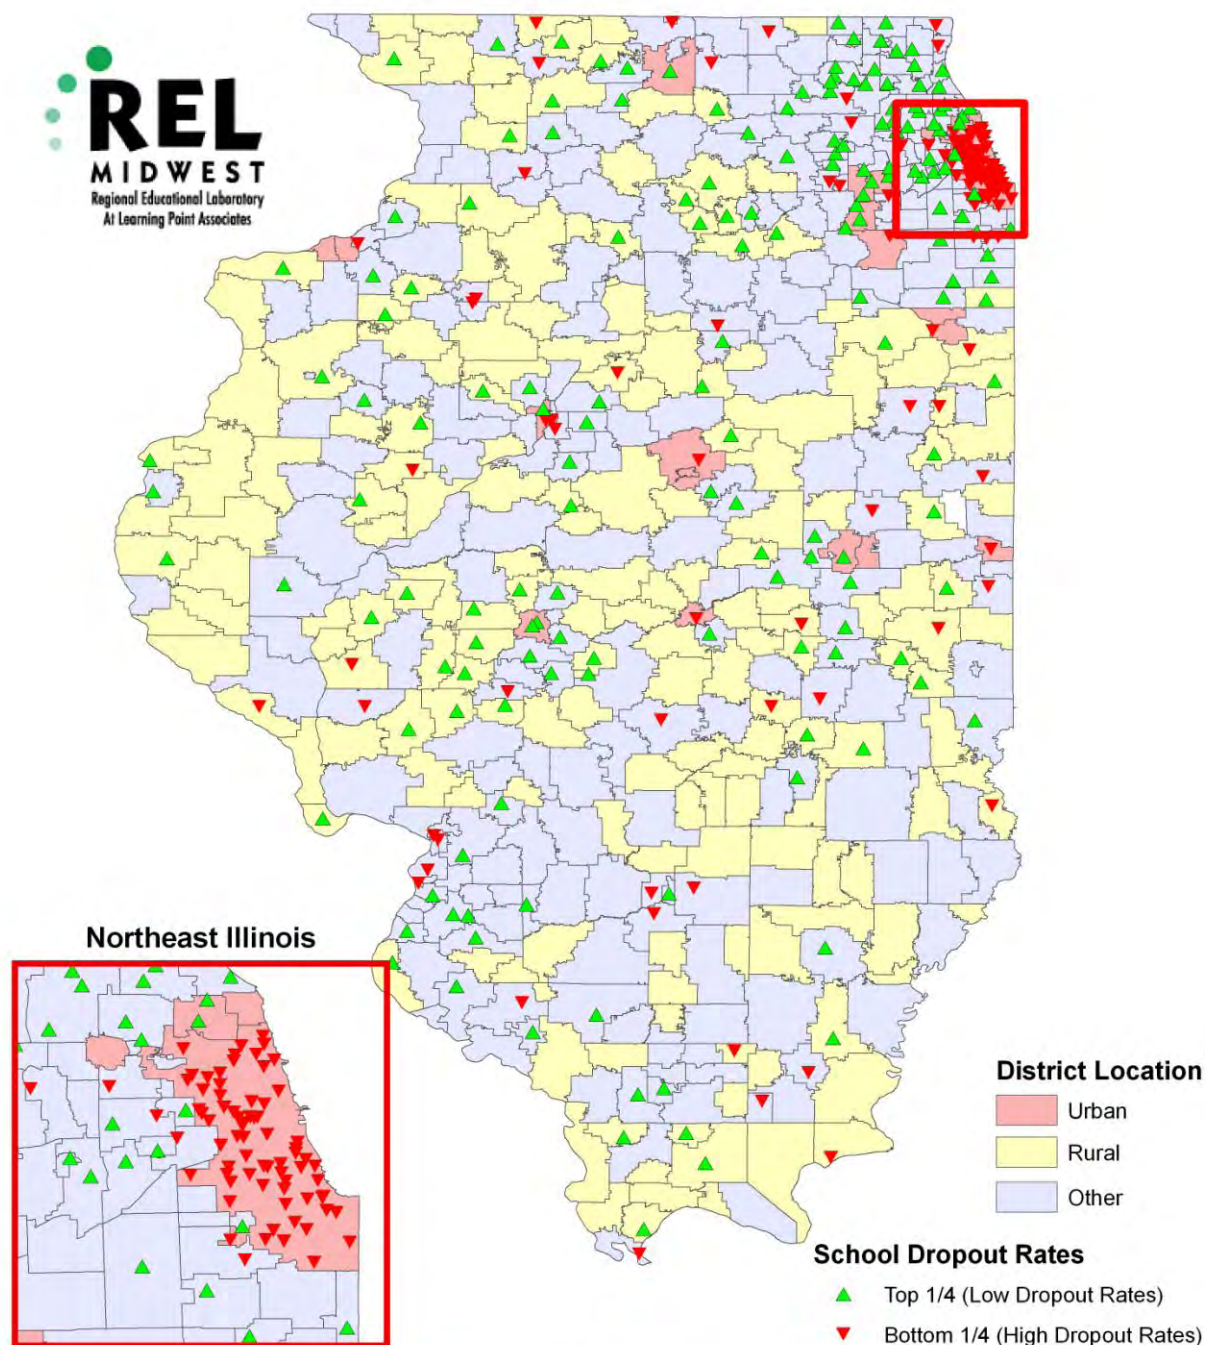 REL
MIDWEST
Regional Educational Laboratory
At Learning Point Associates
Northeast Illinois
District Location
Urban
Rural
Other
School Dropout Rates
Top 1/4 (Low Dropout Rates)
Bottom 1/4 (High Dropout Rates)